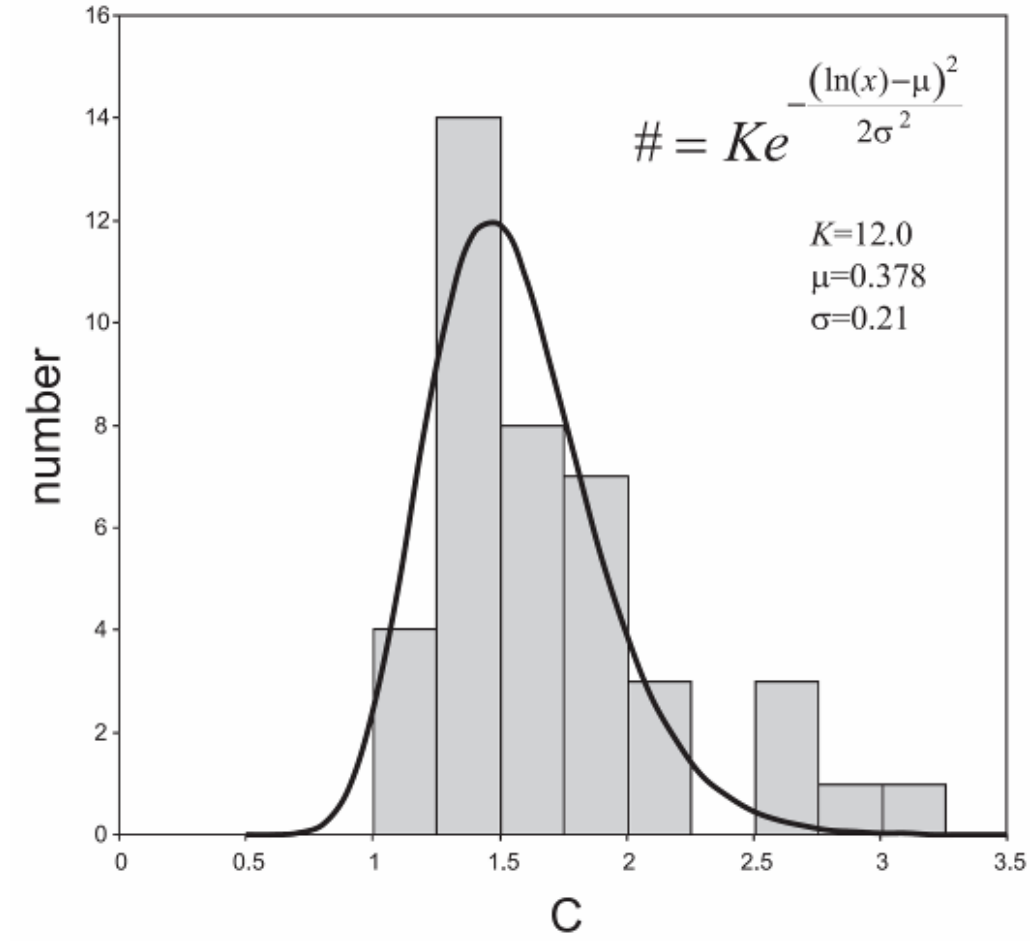 16
14
12
10
8
6
4
2
0
number
# = Ke^{-\frac{(ln(x)-μ)^2}{2σ^2}}
K=12.0
μ=0.378
σ=0.21
0 0.5 1 1.5 2 2.5 3 3.5
C